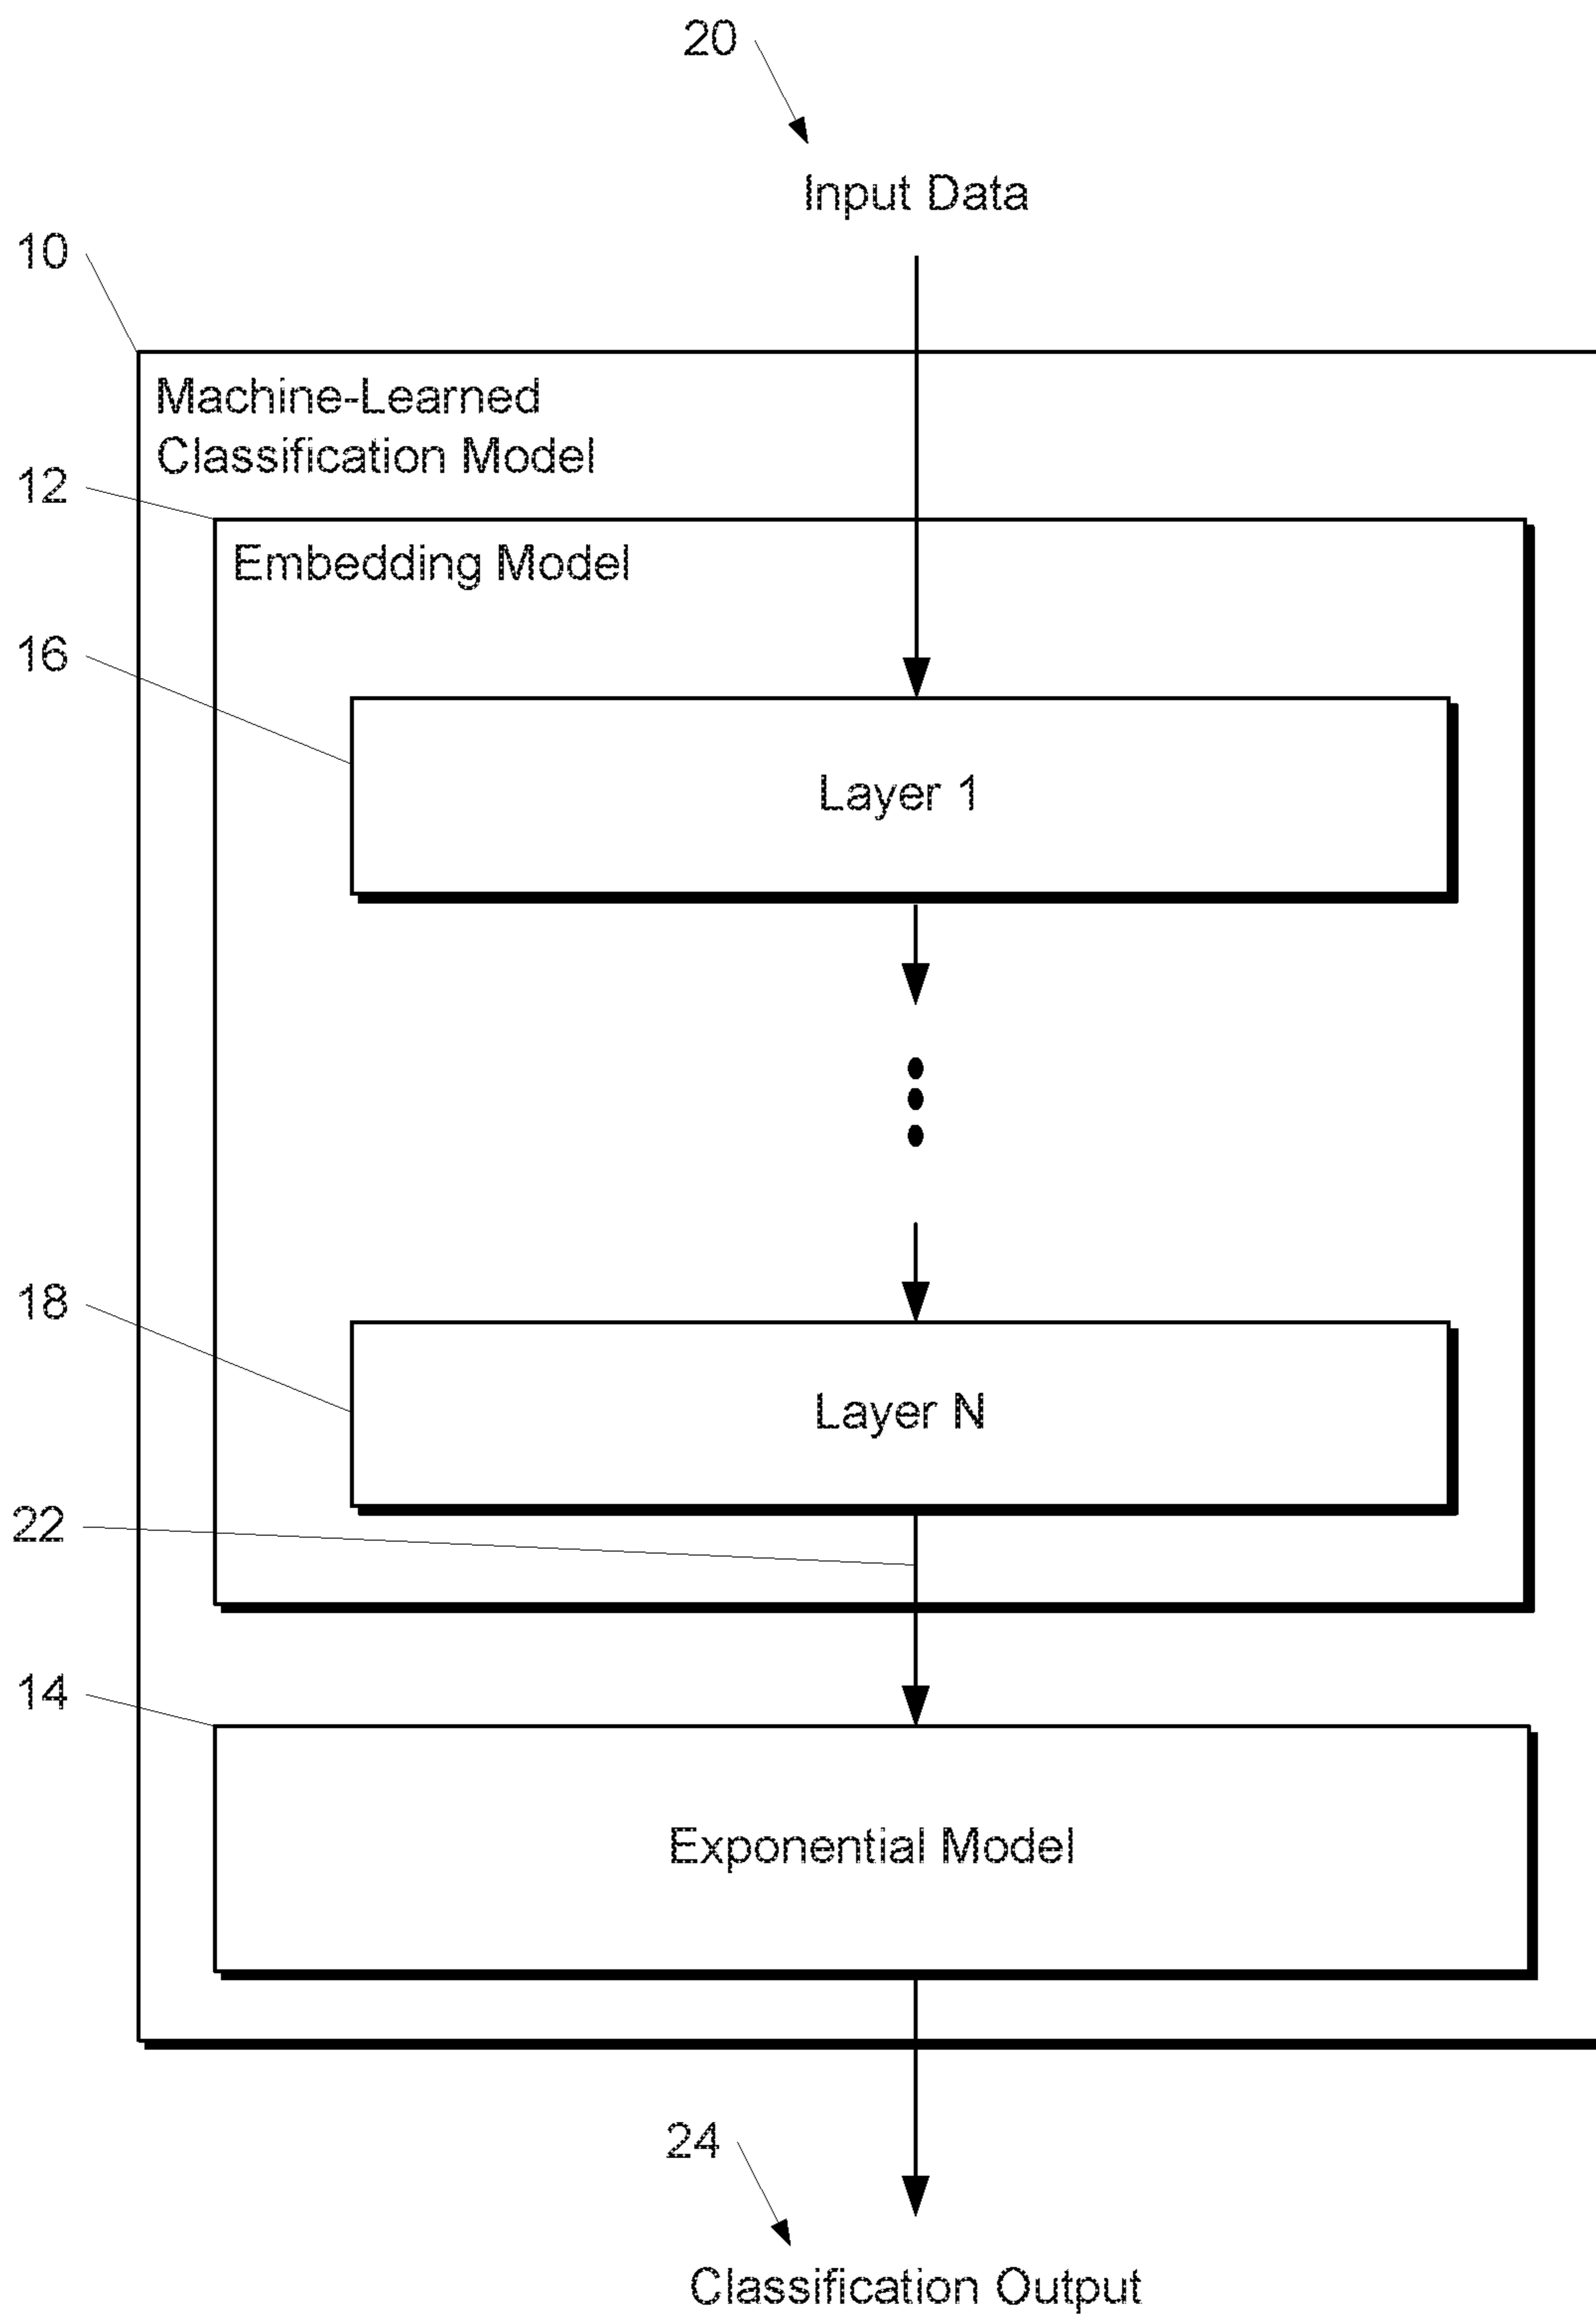 20
Input Data
10
Machine-Learned
Classification Model
12
Embedding Model
16
Layer 1
18
Layer N
22
14
Exponential Model
24
Classification Output